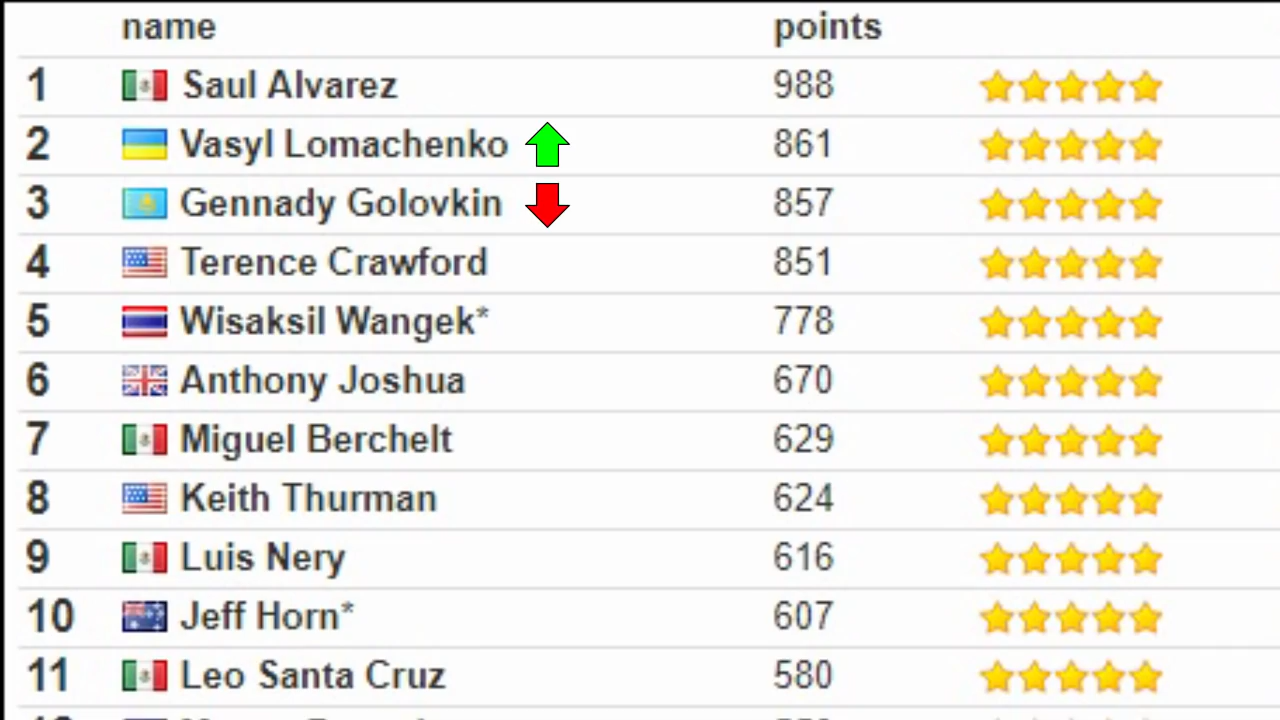 name points
1 Saul Alvarez 988
2 Vasyl Lomachenko 861
3 Gennady Golovkin 857
4 Terence Crawford 851
5 Wisaksil Wangek* 778
6 Anthony Joshua 670
7 Miguel Berchelt 629
8 Keith Thurman 624
9 Luis Nery 616
10 Jeff Horn* 607
11 Leo Santa Cruz 580